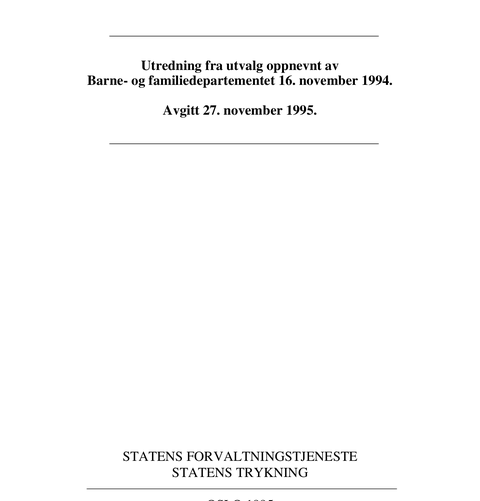 Utredning fra utvalg oppnevnt av
Barne- og familiedepartementet 16. november 1994.
Avgitt 27. november 1995.
STATENS FORVALTNINGSTJENESTE
STATENS TRYKNING